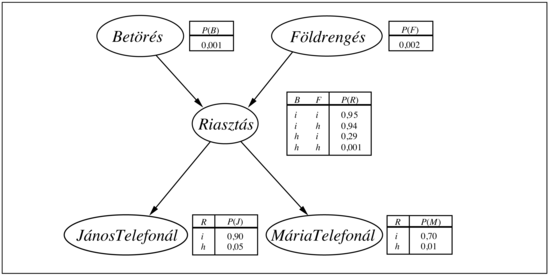 Betörés
P(B)
0,001
Földrengés
P(F)
0,002
Riasztás
B F P(R)
i i 0,95
i h 0,94
h i 0,29
h h 0,001
JánosTelefonál
R P(J)
i 0,90
h 0,05
MáriaTelefonál
R P(M)
i 0,70
h 0,01